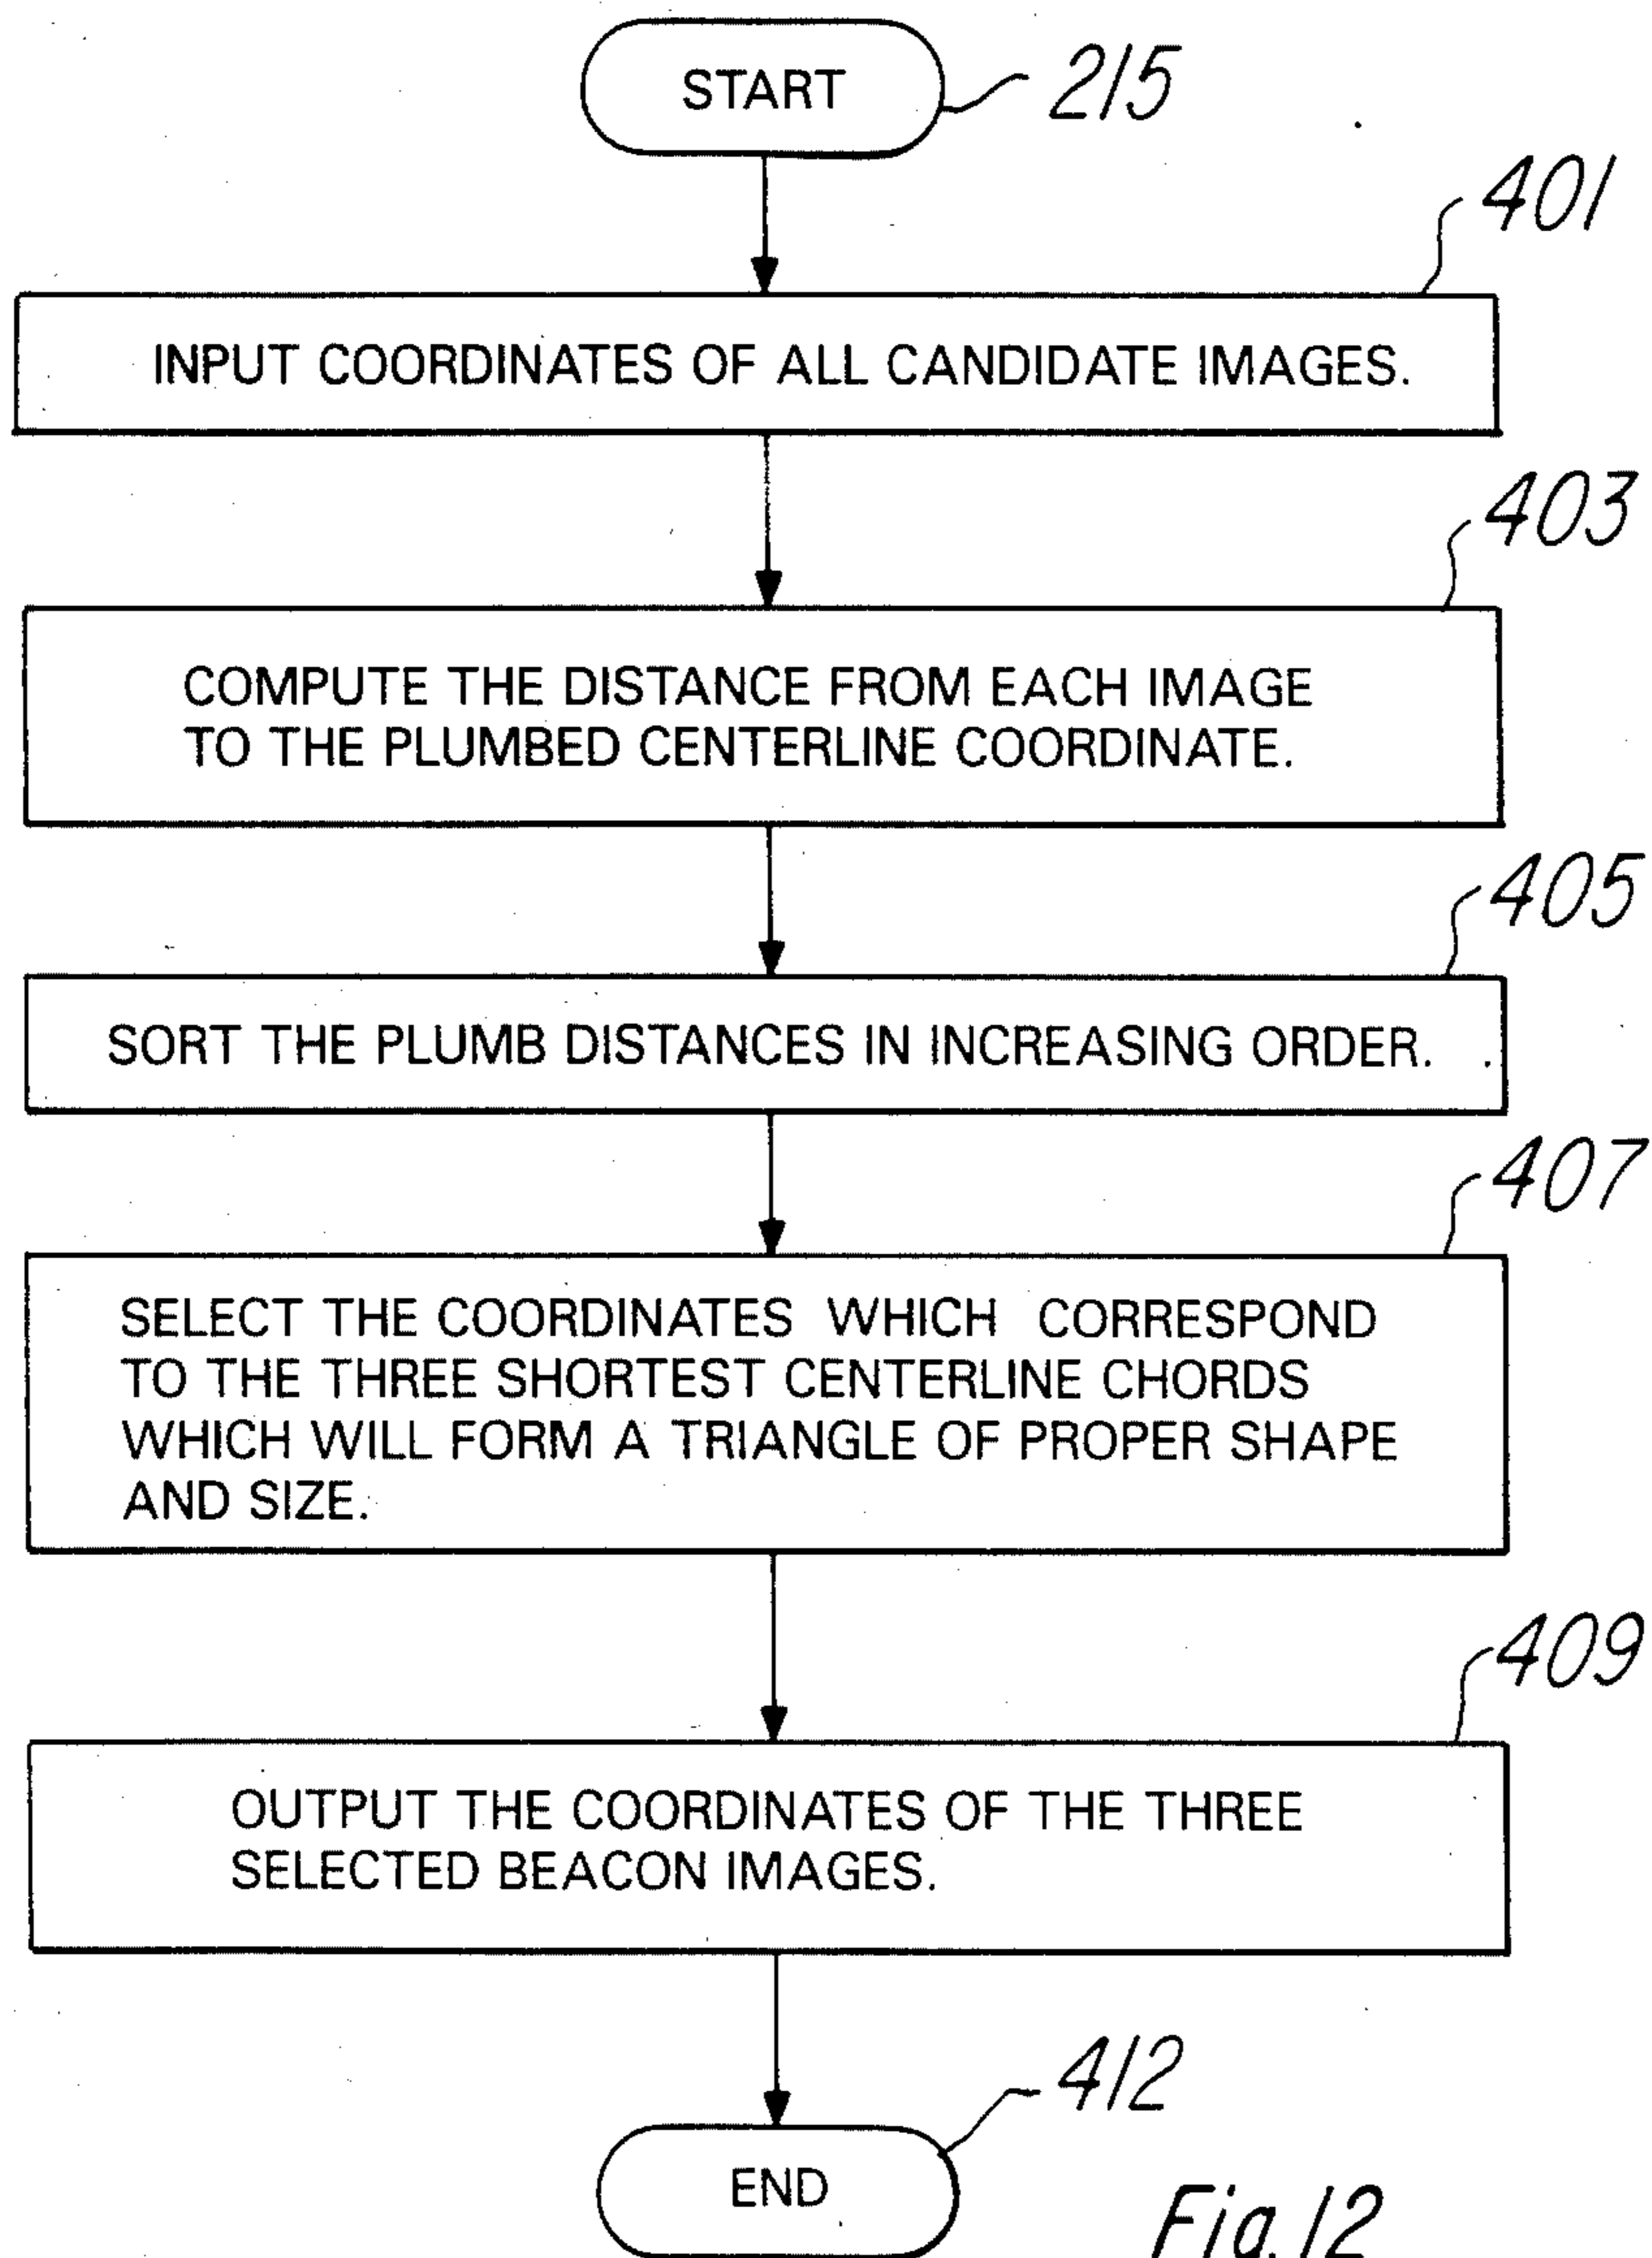 START
215
401
INPUT COORDINATES OF ALL CANDIDATE IMAGES.
403
COMPUTE THE DISTANCE FROM EACH IMAGE
TO THE PLUMBED CENTERLINE COORDINATE.
405
SORT THE PLUMB DISTANCES IN INCREASING ORDER.
407
SELECT THE COORDINATES WHICH CORRESPOND
TO THE THREE SHORTEST CENTERLINE CHORDS
WHICH WILL FORM A TRIANGLE OF PROPER SHAPE
AND SIZE.
409
OUTPUT THE COORDINATES OF THE THREE
SELECTED BEACON IMAGES.
412
END
Fig. 12